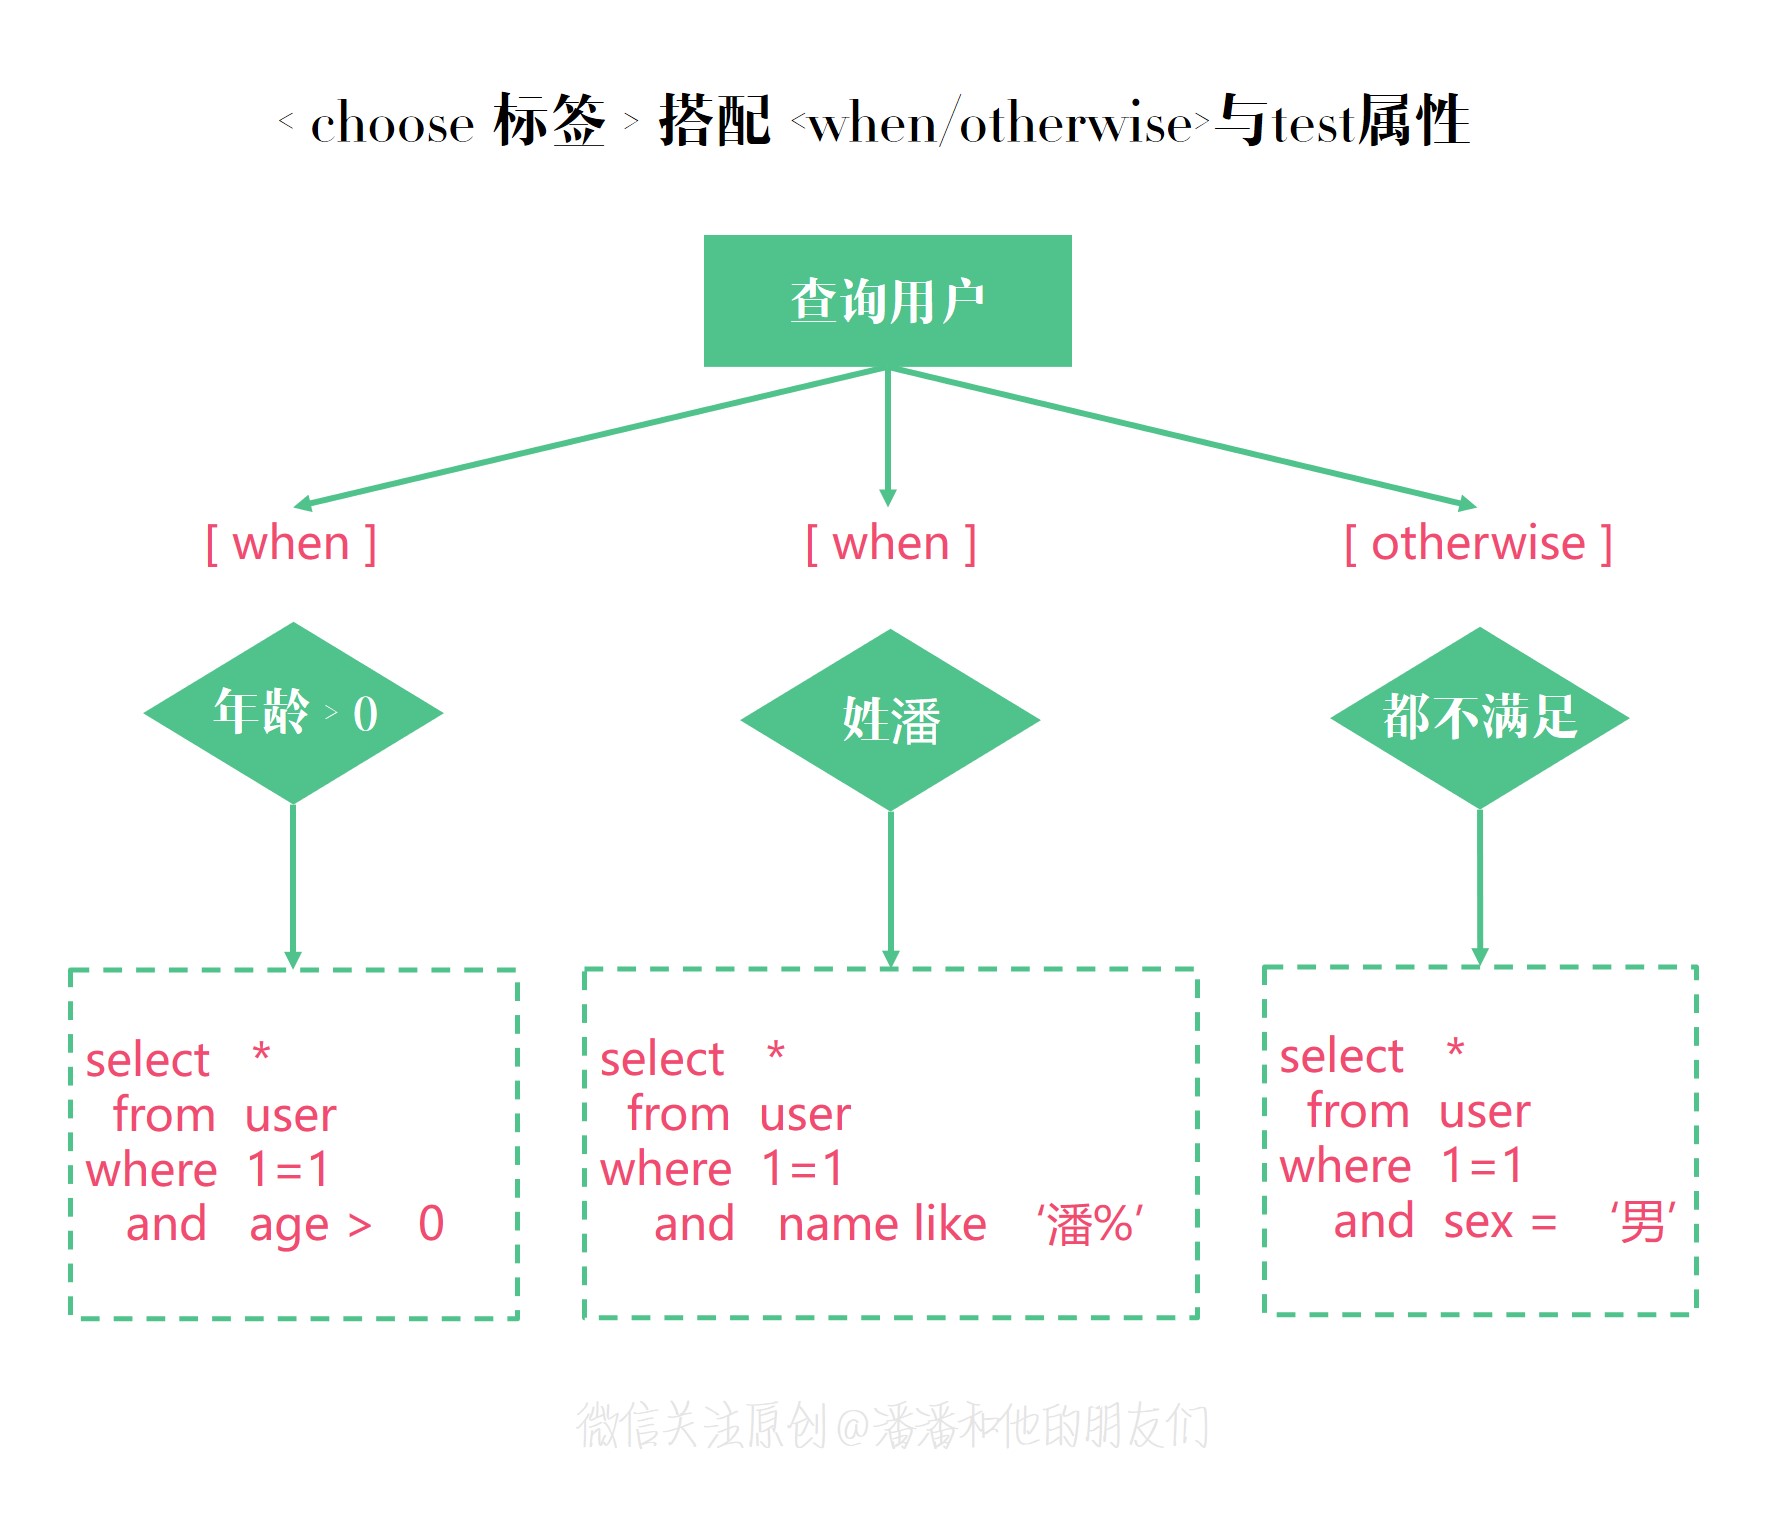 < choose 标签 > 搭配 <when/otherwise>与test属性
查询用户
[ when ]
[ when ]
[ otherwise ]
年龄 > 0
姓潘
都不满足
select *
from user
where 1=1
and age > 0
select *
from user
where 1=1
and name like ‘潘%’
select *
from user
where 1=1
and sex = ‘男’
微信关注原创@潘潘和他的朋友们